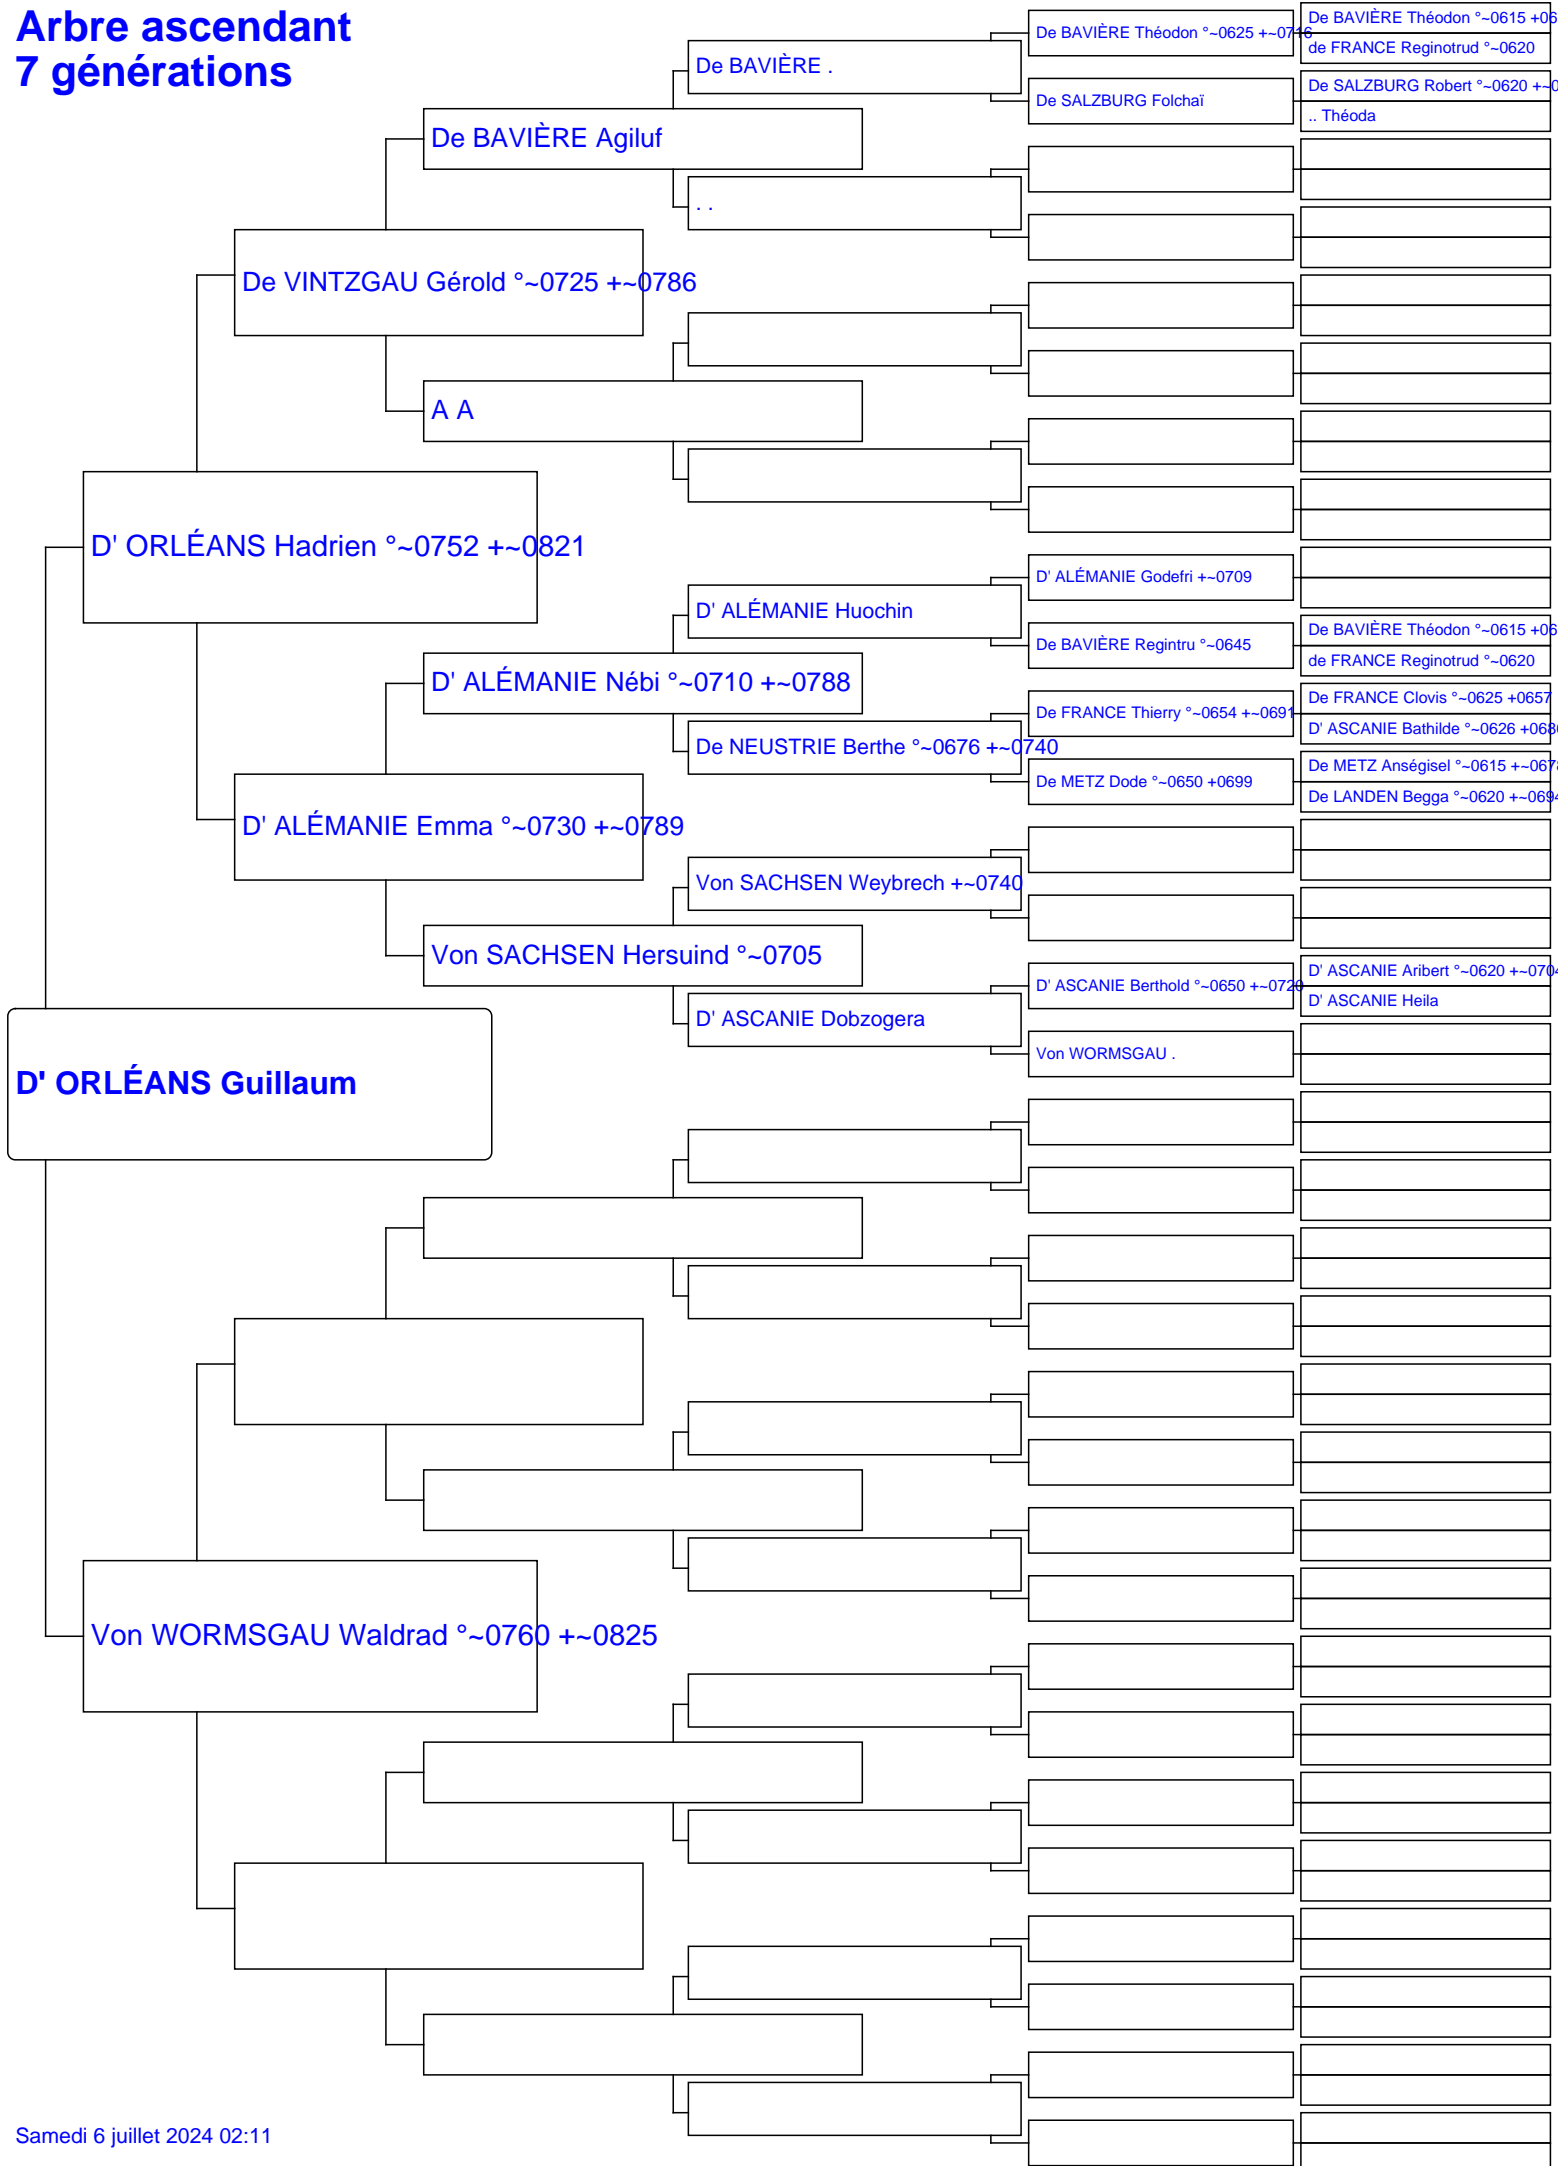 Arbre ascendant
7 générations
De BAVIÈRE Théodon °~0615 +06
De BAVIÈRE Théodon °~0625 +~0716
de FRANCE Reginotrud °~0620
De BAVIÈRE .
De SALZBURG Robert °~0620 +~0
De SALZBURG Folchaï
.. Théoda
De BAVIÈRE Agiluf
. .
De VINTZGAU Gérold °~0725 +~0786
A A
D' ORLÉANS Hadrien °~0752 +~0821
D' ALÉMANIE Godefri +~0709
D' ALÉMANIE Huochin
De BAVIÈRE Théodon °~0615 +06
De BAVIÈRE Regintru °~0645
de FRANCE Reginotrud °~0620
D' ALÉMANIE Nébi °~0710 +~0788
De FRANCE Clovis °~0625 +0657
De FRANCE Thierry °~0654 +~0691
D' ASCANIE Bathilde °~0626 +0680
De NEUSTRIE Berthe °~0676 +~0740
De METZ Anségisel °~0615 +~0678
De METZ Dode °~0650 +0699
De LANDEN Begga °~0620 +~0694
D' ALÉMANIE Emma °~0730 +~0789
Von SACHSEN Weybrech +~0740
Von SACHSEN Hersuind °~0705
D' ASCANIE Aribert °~0620 +~0704
D' ASCANIE Berthold °~0650 +~0720
D' ASCANIE Heila
D' ASCANIE Dobzogera
Von WORMSGAU .
D' ORLÉANS Guillaum
Von WORMSGAU Waldrad °~0760 +~0825
Samedi 6 juillet 2024 02:11